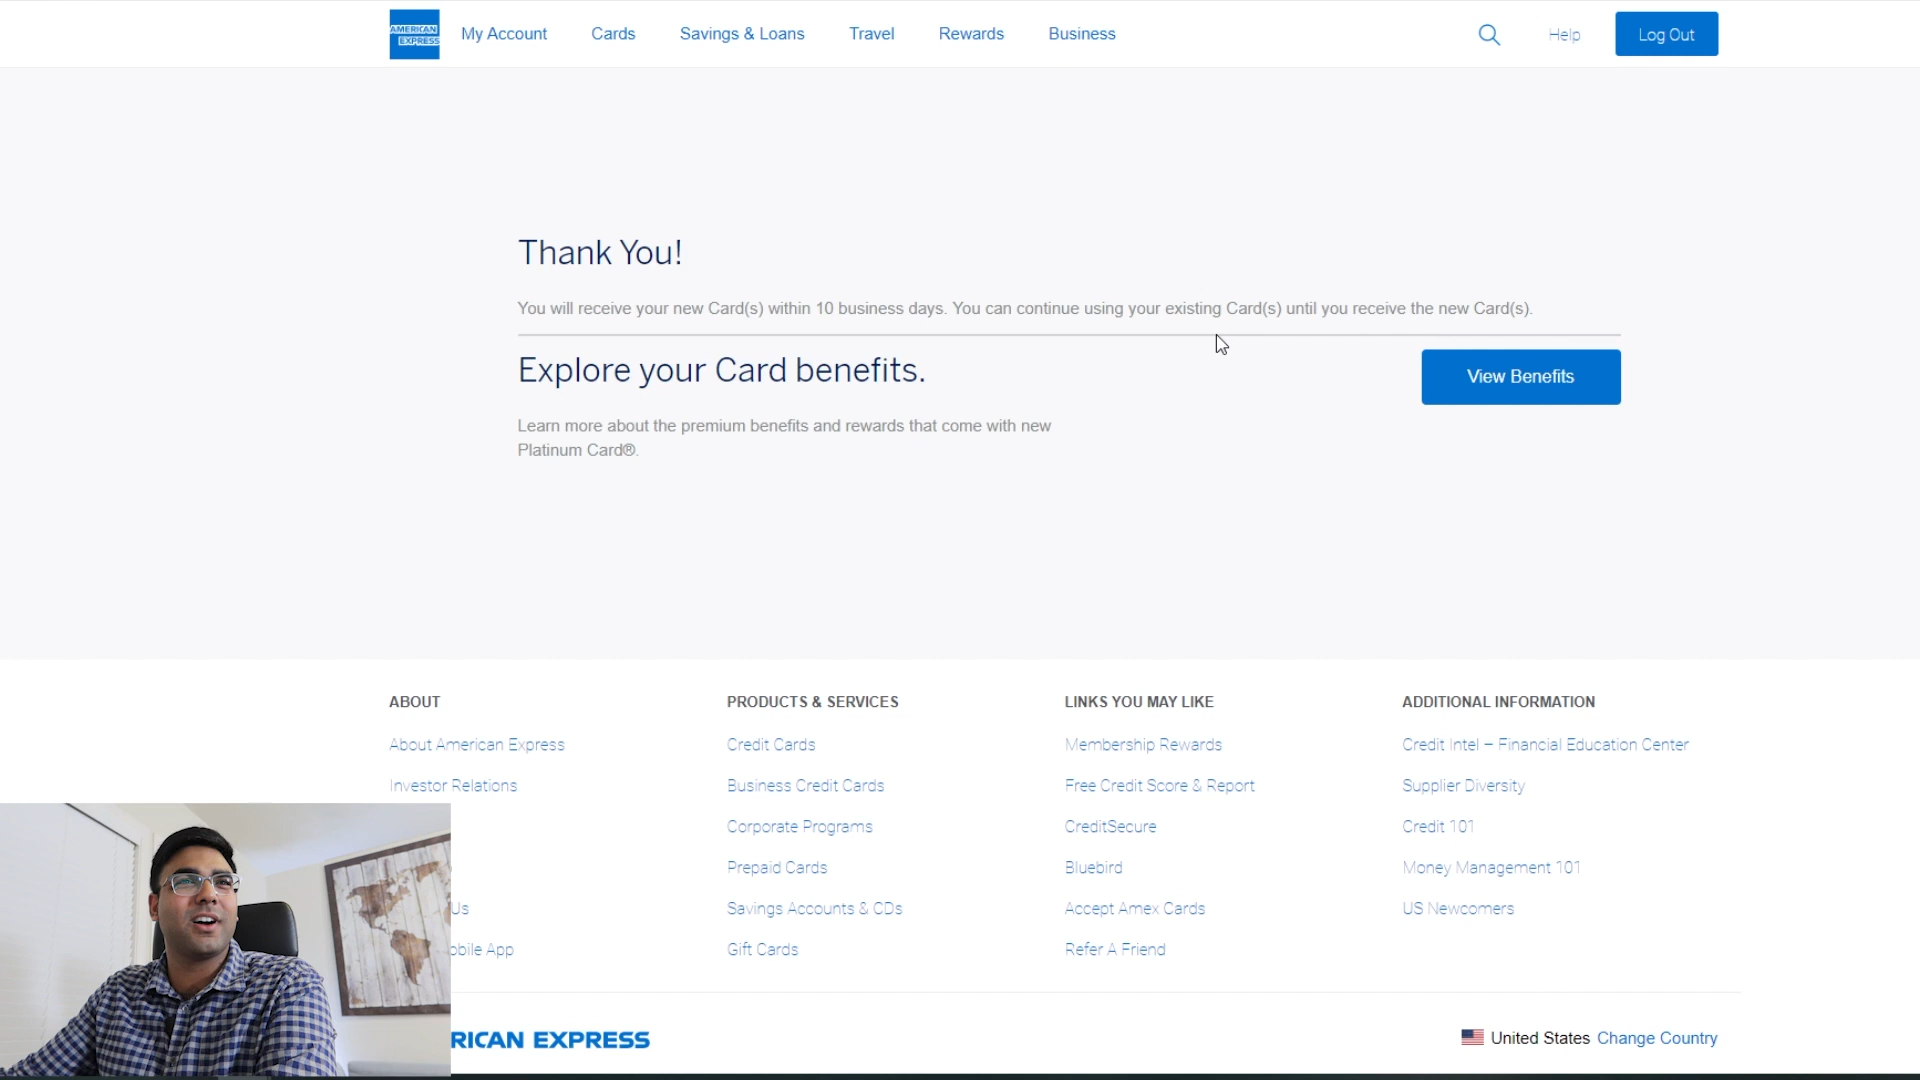 AMERICAN
EXPRESS
My Account
Cards
Savings & Loans
Travel
Rewards
Business
Help
Log Out
Thank You!
You will receive your new Card(s) within 10 business days. You can continue using your existing Card(s) until you receive the new Card(s).
Explore your Card benefits.
View Benefits
Learn more about the premium benefits and rewards that come with new
Platinum Card®.
ABOUT
About American Express
Investor Relations
Us
obile App
PRODUCTS & SERVICES
Credit Cards
Business Credit Cards
Corporate Programs
Prepaid Cards
Savings Accounts & CDs
Gift Cards
LINKS YOU MAY LIKE
Membership Rewards
Free Credit Score & Report
CreditSecure
Bluebird
Accept Amex Cards
Refer A Friend
ADDITIONAL INFORMATION
Credit Intel – Financial Education Center
Supplier Diversity
Credit 101
Money Management 101
US Newcomers
RICAN EXPRESS
United States Change Country